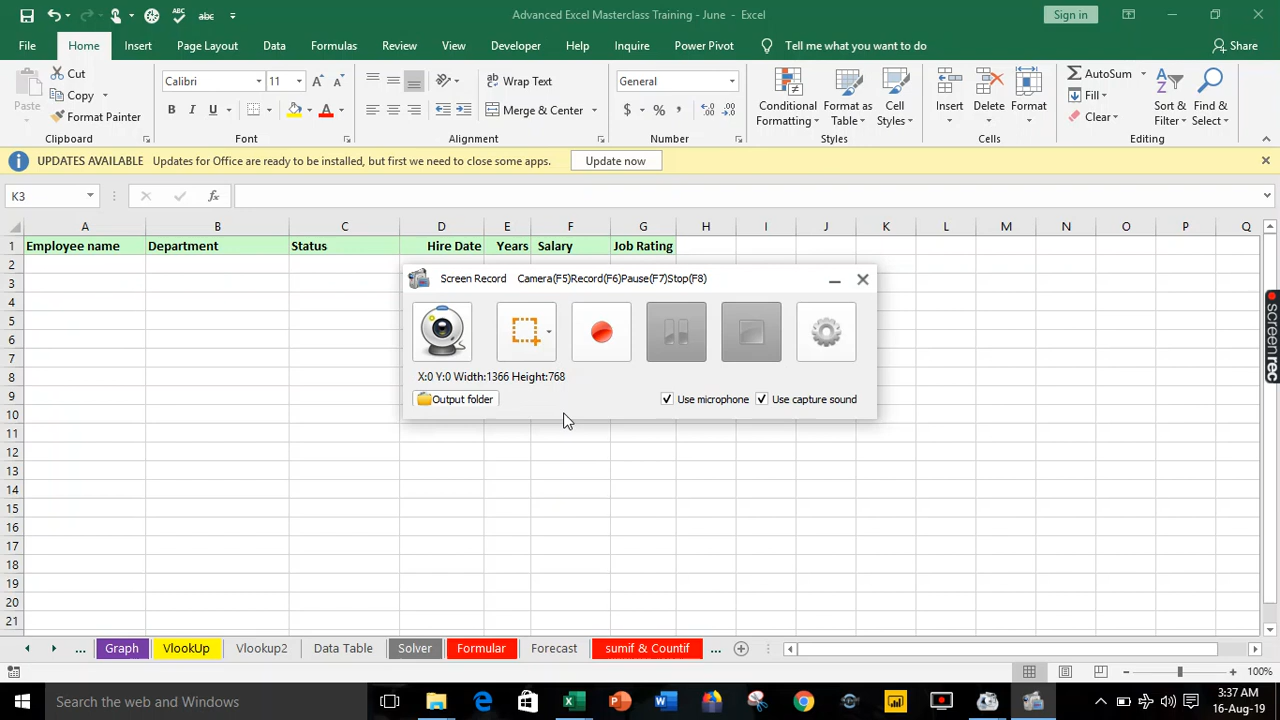 Advanced Excel Masterclass Training - June - Excel
Sign in
File Home Insert Page Layout Data Formulas Review View Developer Help Inquire Power Pivot Tell me what you want to do Share
Paste
Cut
Copy
Format Painter
Clipboard
Calibri 11
B I U
Font
Wrap Text
Merge & Center
Alignment
General
$ % ,
Number
Conditional Formatting
Format as Table
Cell Styles
Styles
Insert Delete Format
Cells
AutoSum
Fill
Clear
Sort & Filter
Find & Select
Editing
UPDATES AVAILABLE Updates for Office are ready to be installed, but first we need to close some apps. Update now
K3 fx
A B C D E F G H I J K L M N O P Q
1 Employee name Department Status Hire Date Years Salary Job Rating
2
3
4
5
6
7
8
9
10
11
12
13
14
15
16
17
18
19
20
21
Screen Record Camera(F5)Record(F6)Pause(F7)Stop(F8)
X:0 Y:0 Width:1366 Height:768
Output folder Use microphone Use capture sound
screenrec
... Graph VlookUp Vlookup2 Data Table Solver Formular Forecast sumif & Countif ...
100%
Search the web and Windows
3:37 AM
16-Aug-19